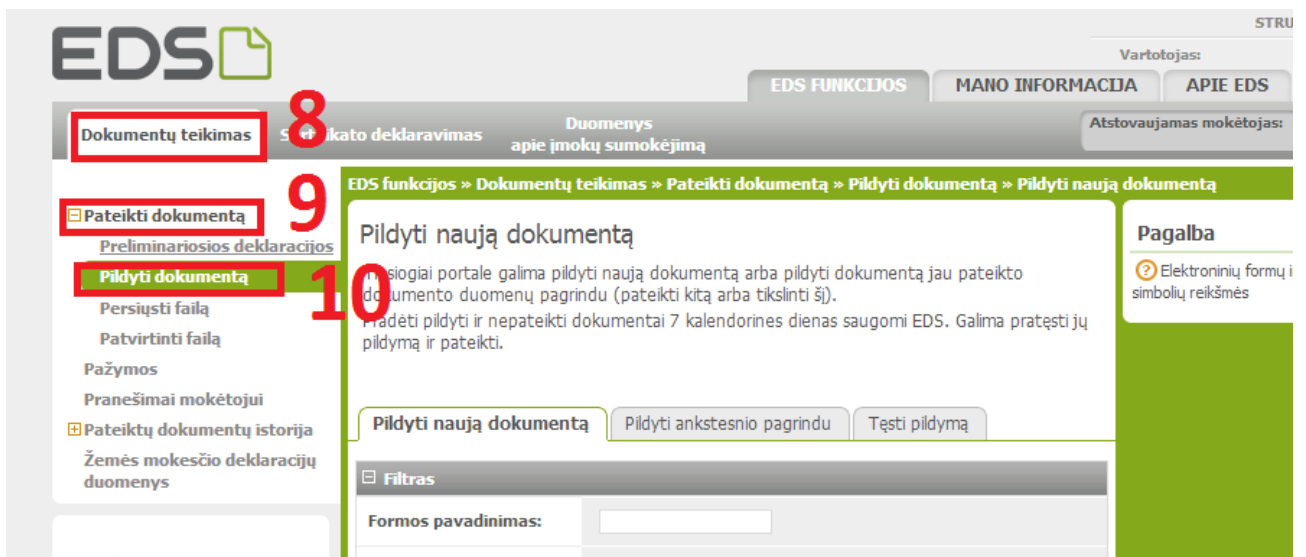 EDS
STRU
Vartotojas:
EDS FUNKCIJOS
MANO INFORMACIJA
APIE EDS
8
Dokumentų teikimas
kato deklaravimas
Duomenys
apie įmokų sumokėjimą
Atstovaujamas mokėtojas:
9
EDS funkcijos » Dokumentų teikimas » Pateikti dokumentą » Pildyti dokumentą » Pildyti naują dokumentą
Pateikti dokumentą
Preliminariosios deklaracijos
Pildyti dokumentą
10
Persiųsti failą
Patvirtinti failą
Pažymos
Pranešimai mokėtojui
Pateiktų dokumentų istorija
Žemės mokesčio deklaracijų
duomenys
Pildyti naują dokumentą
siogiai portale galima pildyti naują dokumentą arba pildyti dokumentą jau pateikto
dokumento duomenų pagrindu (pateikti kitą arba tikslinti šį).
Pradėti pildyti ir nepateikti dokumentai 7 kalendorines dienas saugomi EDS. Galima pratęsti jų
pildymą ir pateikti.
Pildyti naują dokumentą
Pildyti ankstesnio pagrindu
Tęsti pildymą
Filtras
Formos pavadinimas:
Pagalba
Elektroninių formų i
simbolių reikšmės